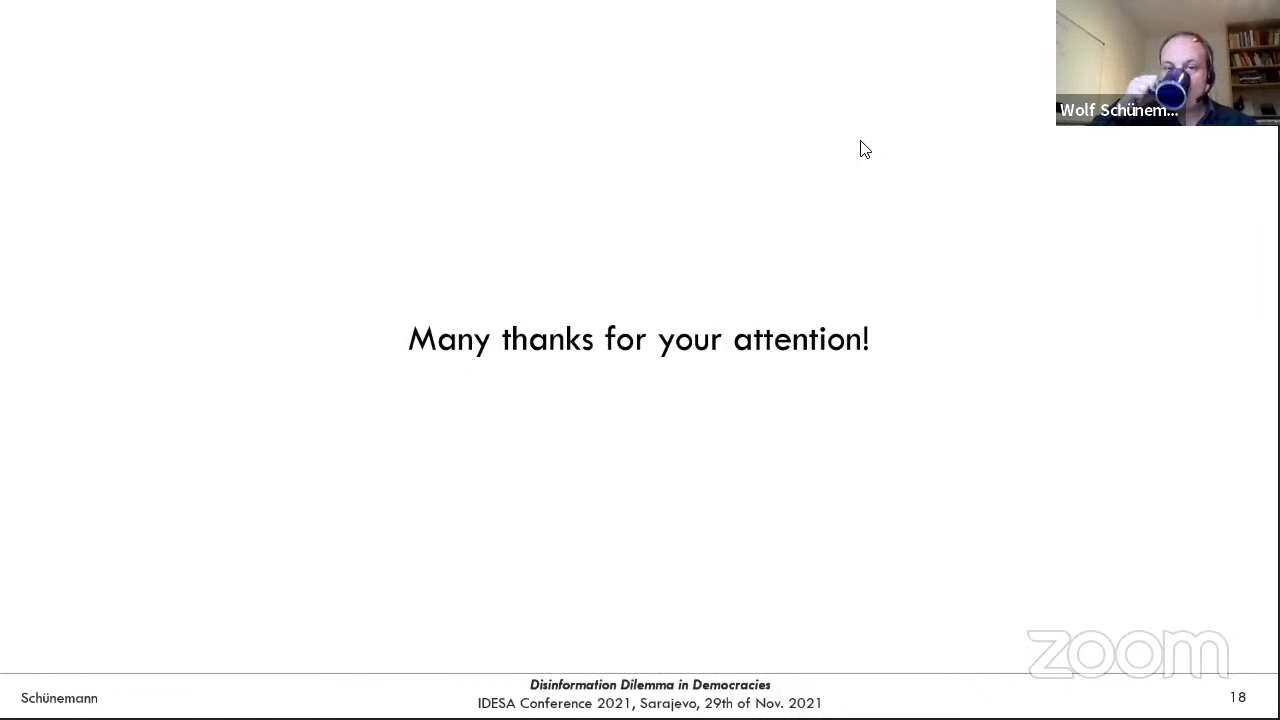 Wolf Schünem...
Many thanks for your attention!
zoom
Disinformation Dilemma in Democracies
Schünemann
IDESA Conference 2021, Sarajevo, 29th of Nov. 2021
18